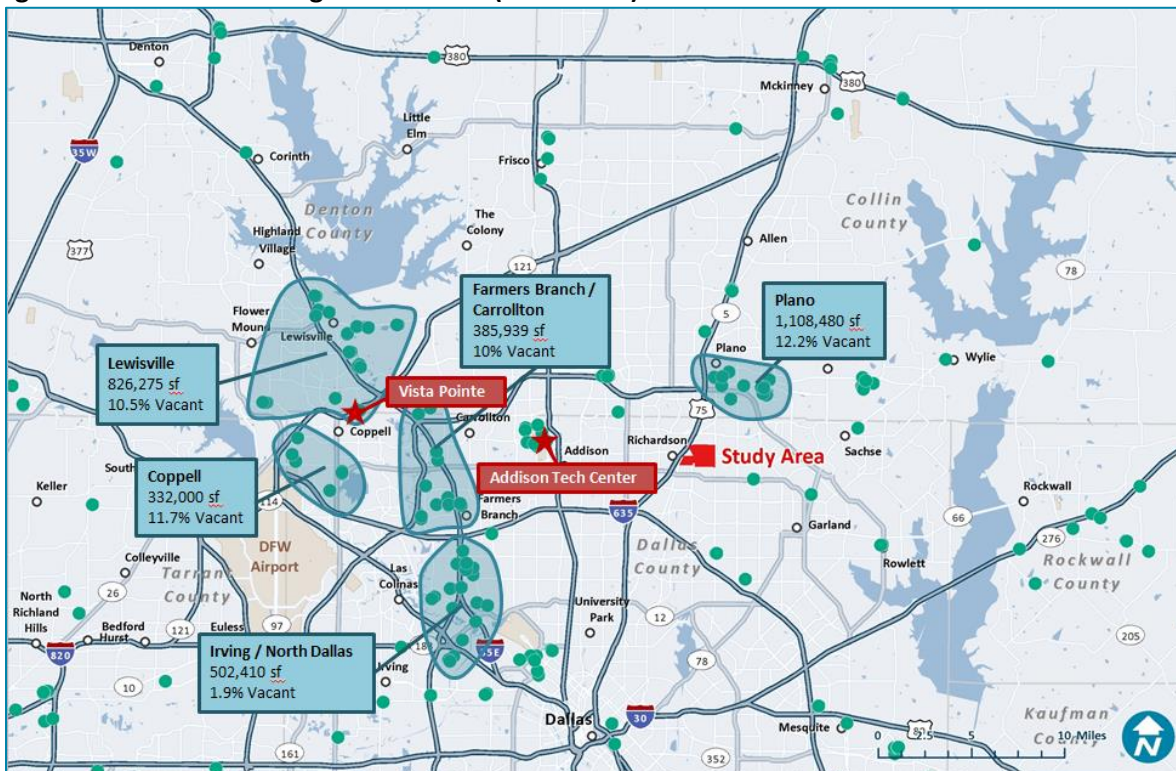 Denton
380
McKinney
380
Little
Elm
Frisco
35W
Corinth
Collin
County
Denton
County
The
Colony
Highland
Village
Allen
377
121
78
Farmers Branch /
Carrollton
385,939 sf
10% Vacant
Plano
1,108,480 sf
12.2% Vacant
Flower
Mound
Lewisville
5
Plano
Wylie
Lewisville
826,275 sf
10.5% Vacant
Vista Pointe
75
Carrollton
Coppell
Richardson
Addison
Study Area
Sachse
South
Coppell
332,000 sf
11.7% Vacant
Addison Tech Center
Keller
114
Farmers
Branch
635
Garland
66
Rockwall
DFW
Airport
276
Colleyville
Dallas
County
Rowlett
Rockwall
County
Tarrant
County
Las
Colinas
26
University
Park
12
North
Richland
Hills
Bedford
Hurst
121
Euless
97
205
Irving / North Dallas
502,410 sf
1.9% Vacant
820
183
35E
Irving
78
10
30
Dallas
Mesquite
Kaufman
County
161
352
0
2.5
5
10 Miles
N